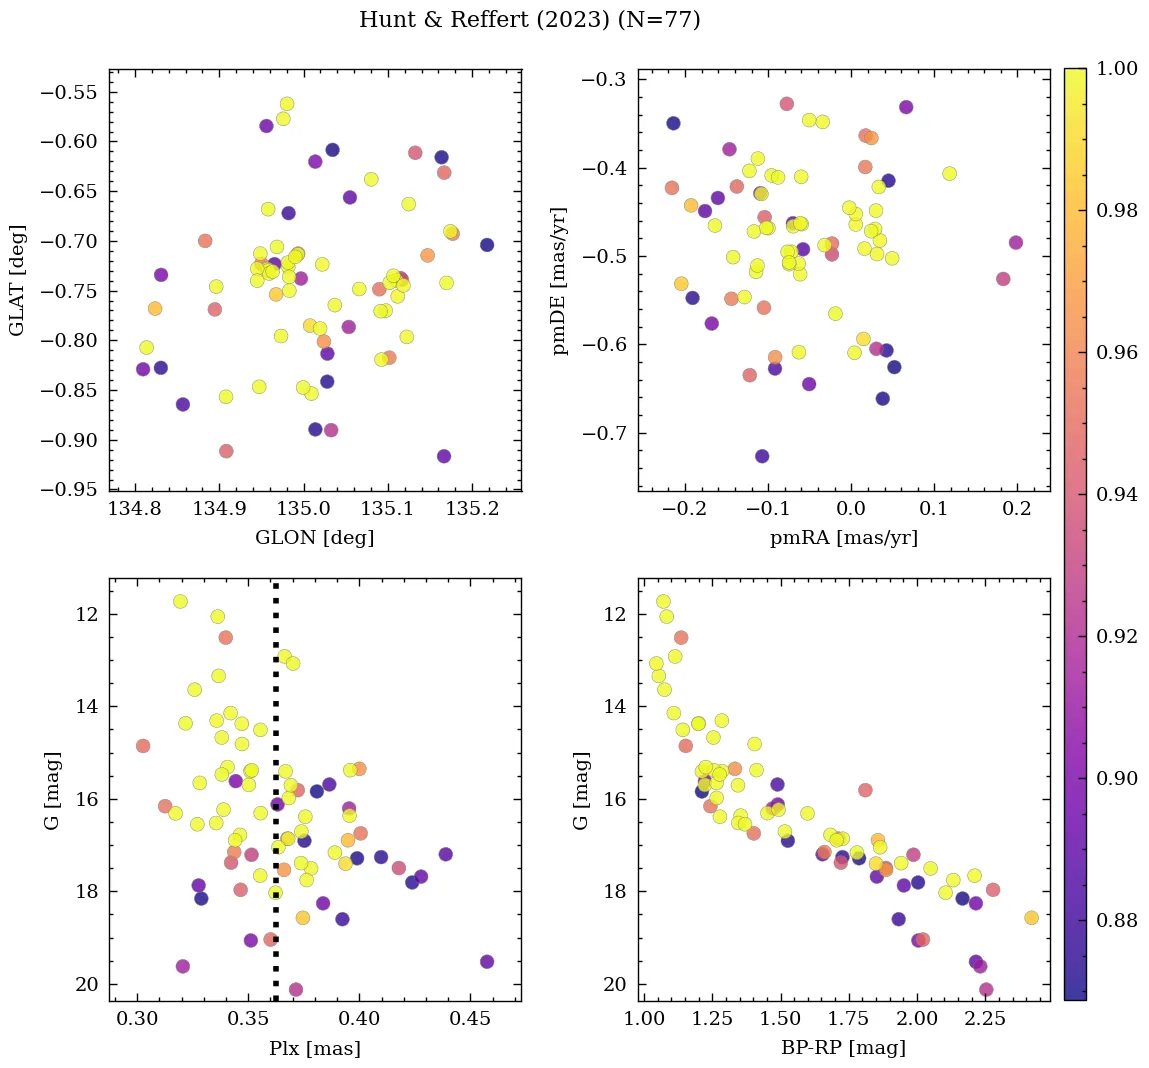 Hunt & Reffert (2023) (N=77)
−0.55
−0.60
−0.65
−0.70
−0.75
−0.80
−0.85
−0.90
−0.95
GLAT [deg]
134.8 134.9 135.0 135.1 135.2
GLON [deg]
−0.3
−0.4
−0.5
−0.6
−0.7
pmDE [mas/yr]
−0.2 −0.1 0.0 0.1 0.2
pmRA [mas/yr]
12
14
16
18
20
G [mag]
0.30 0.35 0.40 0.45
Plx [mas]
12
14
16
18
20
G [mag]
1.00 1.25 1.50 1.75 2.00 2.25
BP-RP [mag]
1.00
0.98
0.96
0.94
0.92
0.90
0.88